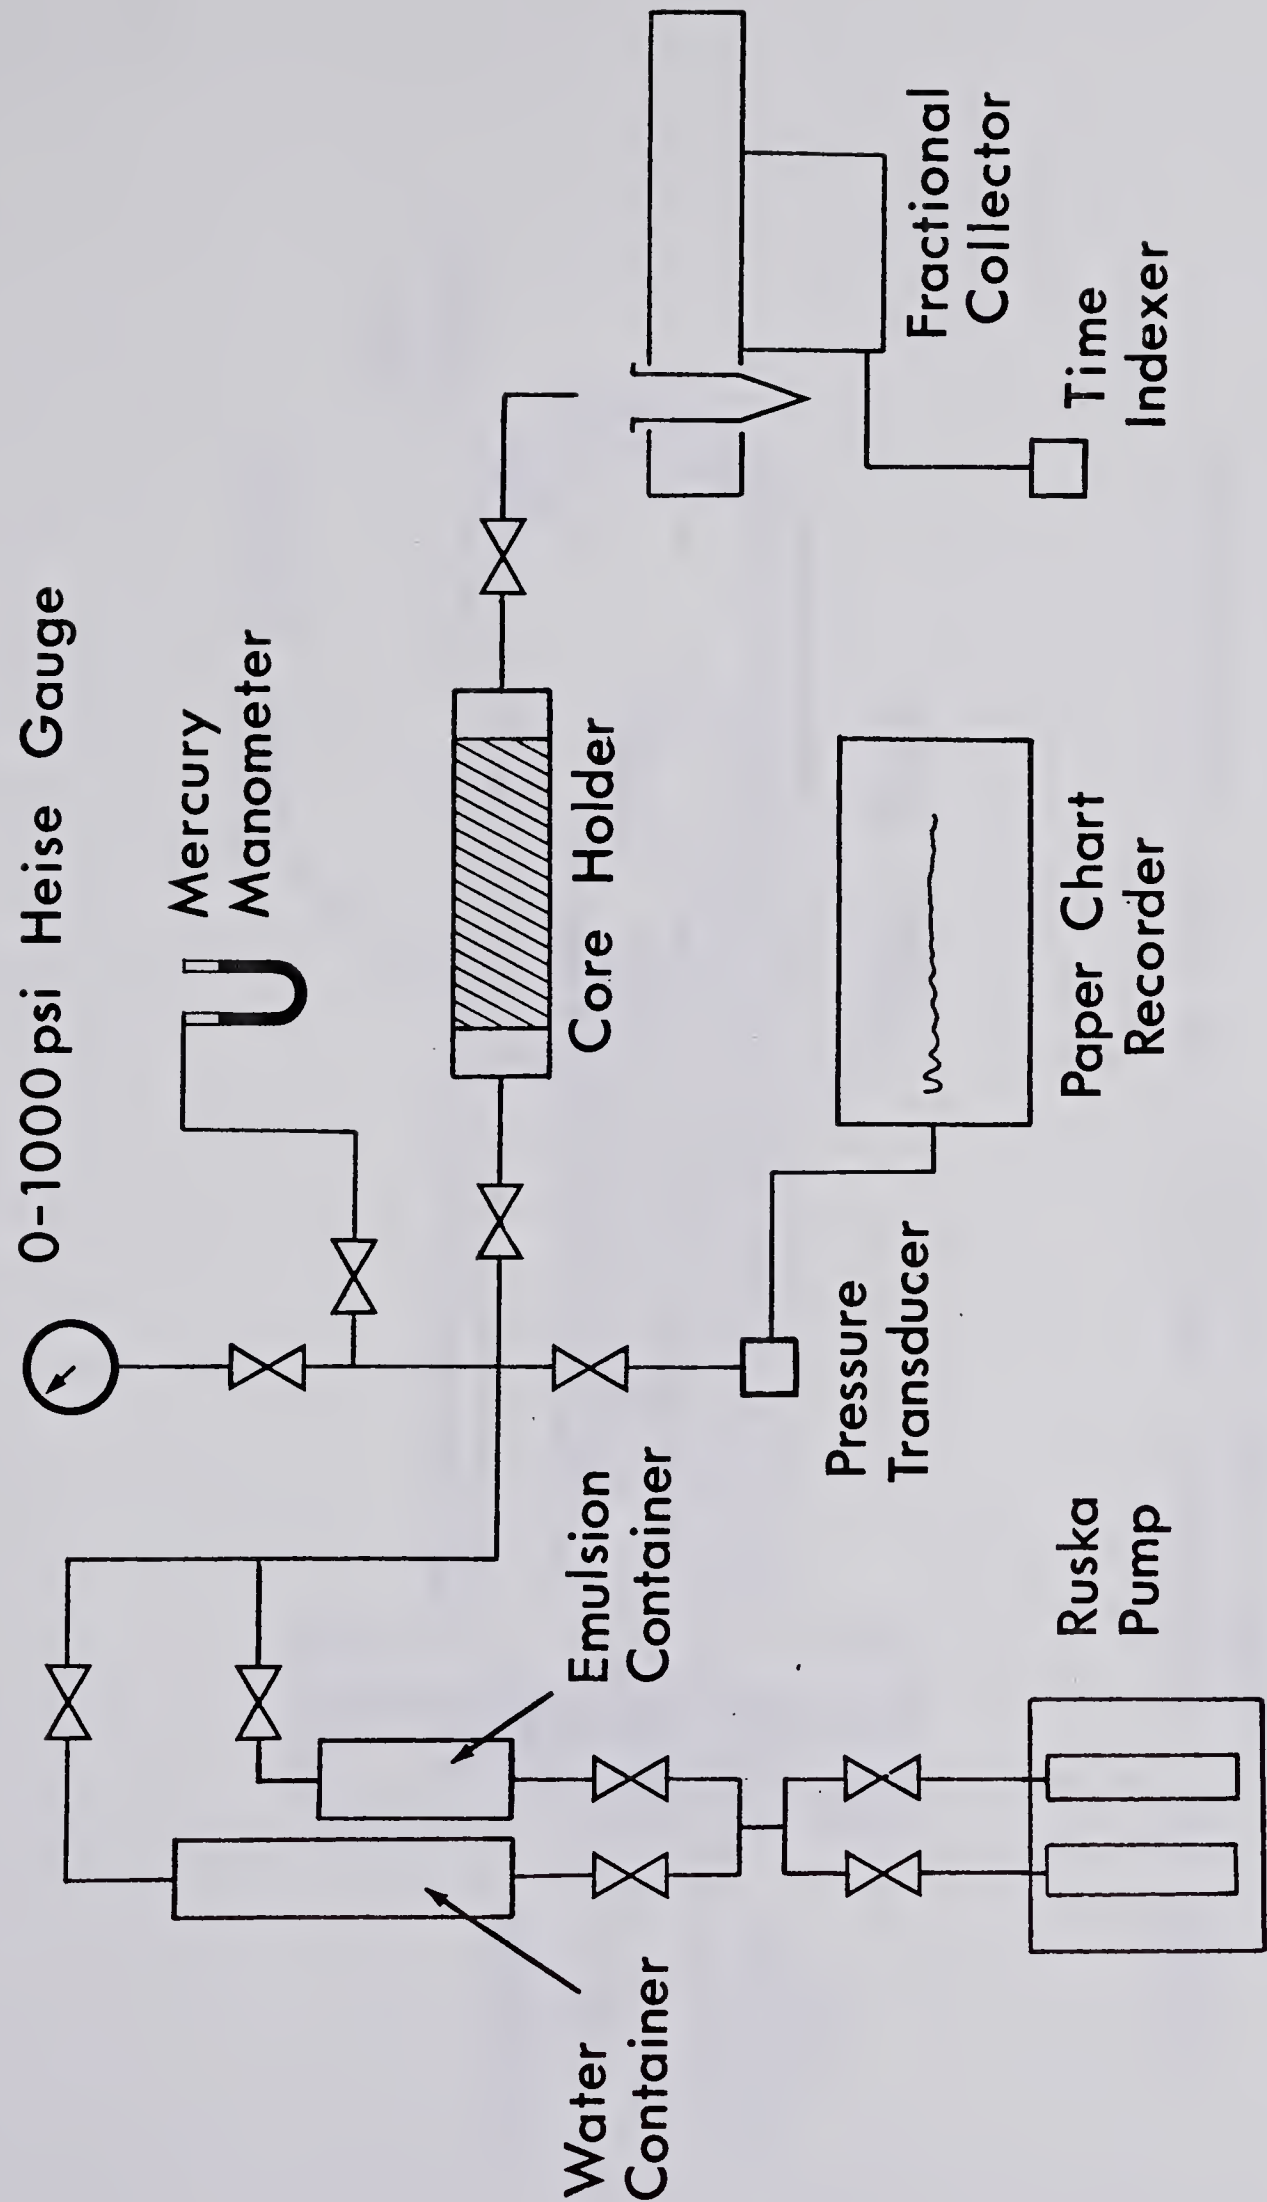 0-1000 psi Heise Gauge
Mercury
Manometer
Core Holder
Fractional
Collector
Time
Indexer
Paper Chart
Recorder
Pressure
Transducer
Emulsion
Container
Water
Container
Ruska
Pump